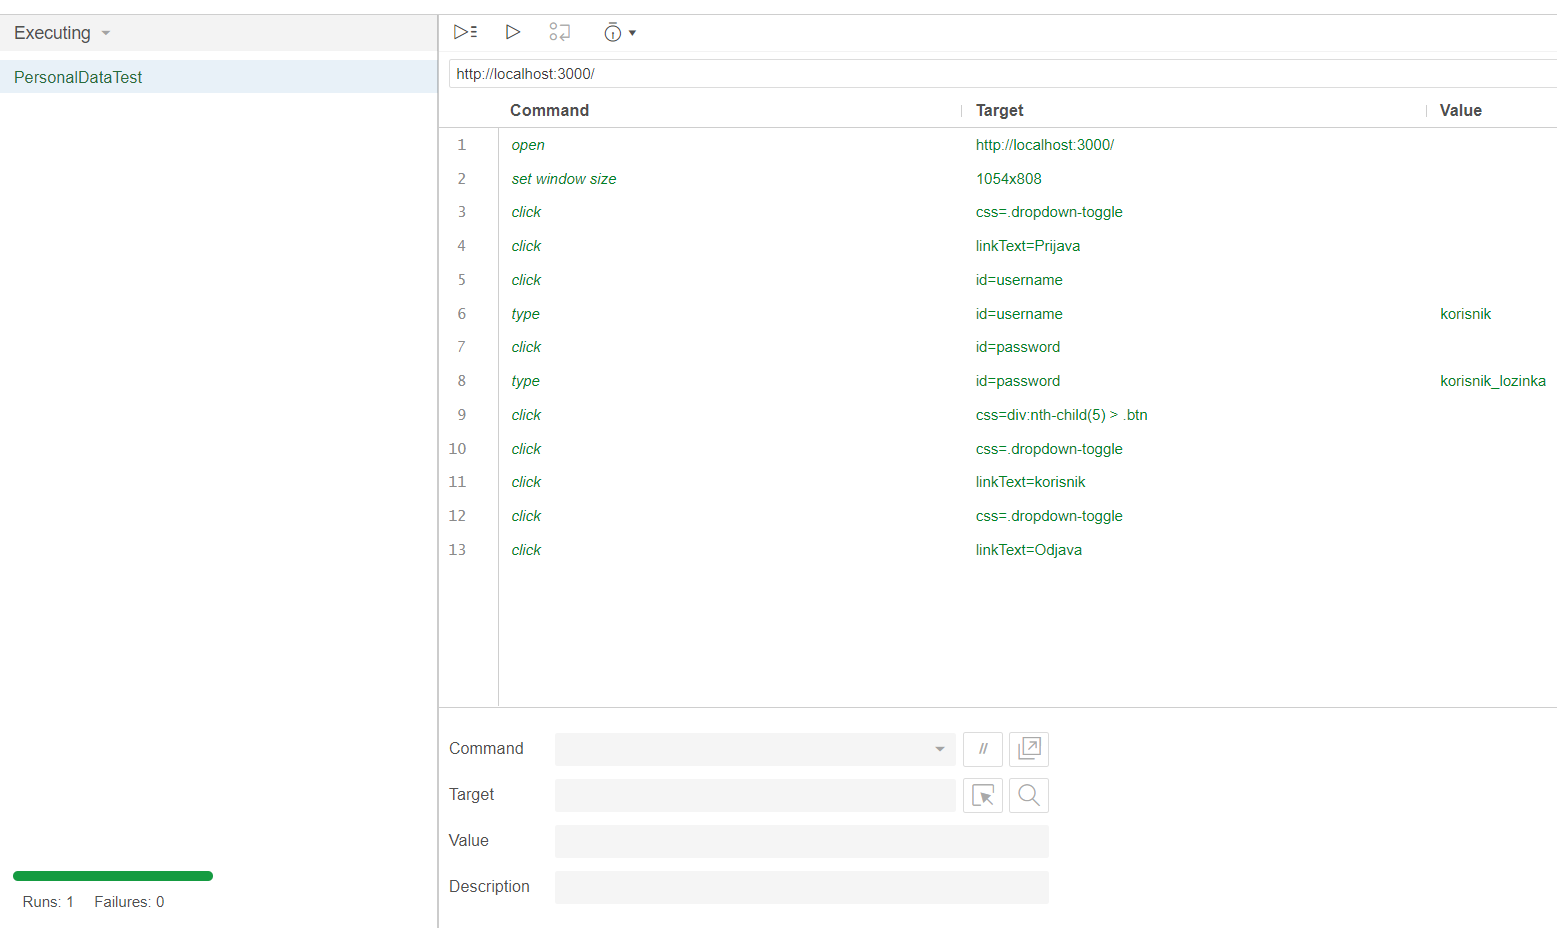 Executing
PersonalDataTest
http://localhost:3000/
Command Target Value
1 open http://localhost:3000/
2 set window size 1054x808
3 click css=.dropdown-toggle
4 click linkText=Prijava
5 click id=username
6 type id=username korisnik
7 click id=password
8 type id=password korisnik_lozinka
9 click css=div:nth-child(5) > .btn
10 click css=.dropdown-toggle
11 click linkText=korisnik
12 click css=.dropdown-toggle
13 click linkText=Odjava
Command //
Target
Value
Description
Runs: 1 Failures: 0